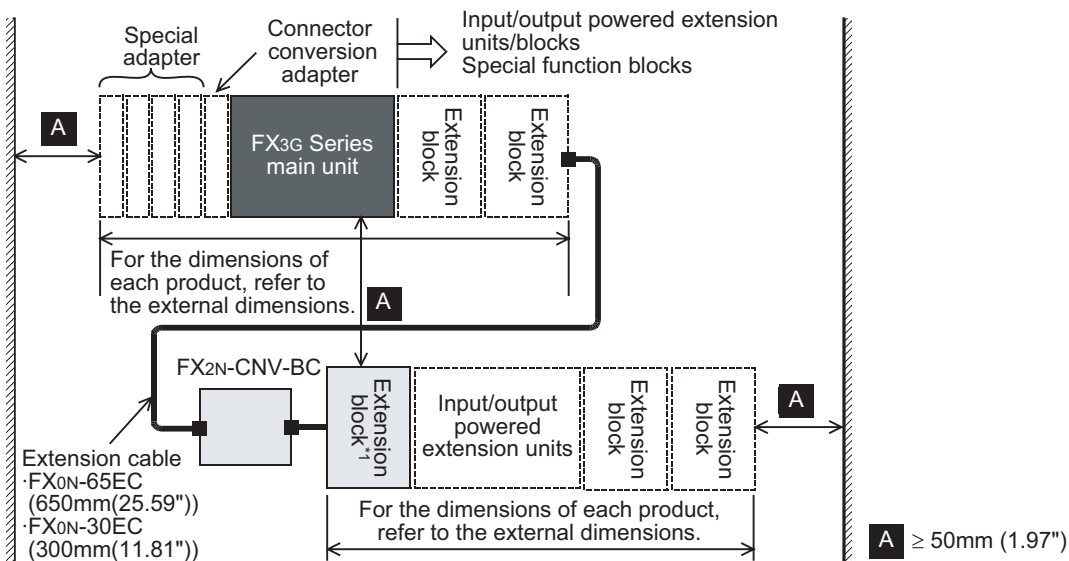 Special
adapter
Connector
conversion
adapter
Input/output powered extension
units/blocks
Special function blocks
A
FX3G Series
main unit
Extension
block
Extension
block
For the dimensions of
each product, refer to
the external dimensions.
A
FX2N-CNV-BC
Extension
block*1
Input/output
powered
extension units
Extension
block
Extension
block
A
Extension cable
·FX0N-65EC
(650mm(25.59"))
·FX0N-30EC
(300mm(11.81"))
For the dimensions of each product,
refer to the external dimensions.
A ≥ 50mm (1.97")